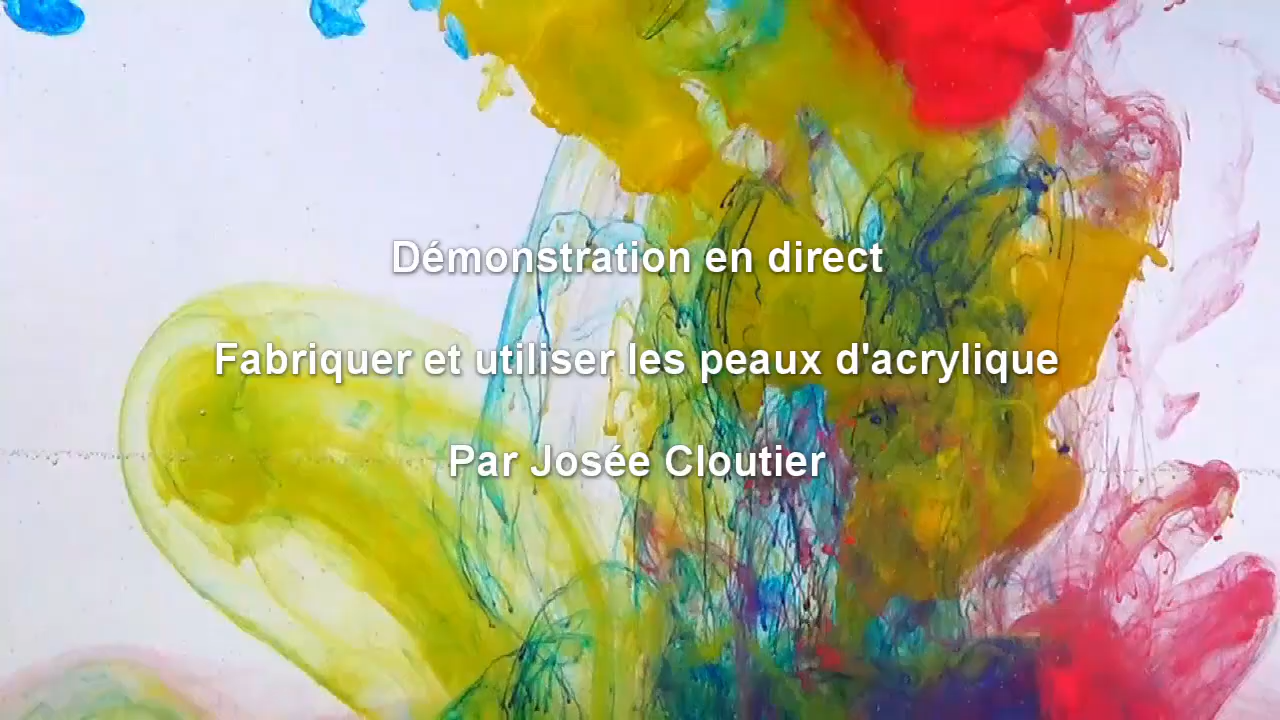 Démonstration en direct
Fabriquer et utiliser les peaux d'acrylique
Par Josée Cloutier